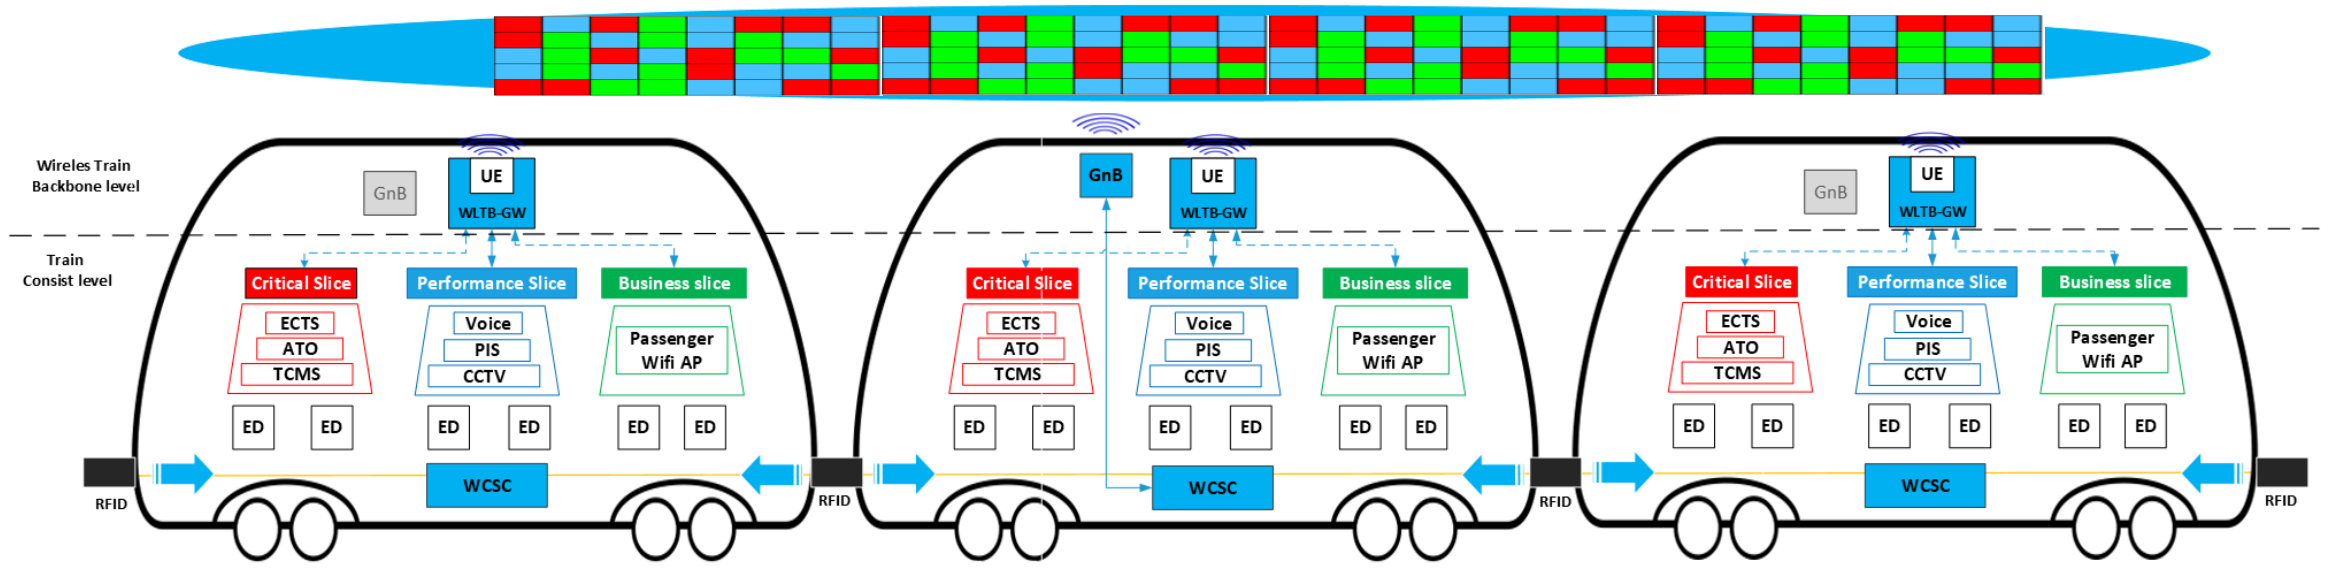 Wireles Train
Backbone level
Train
Consist level
GnB
UE
WLTB-GW
Critical Slice
Performance Slice
Business slice
ECTS
ATO
TCMS
Voice
PIS
CCTV
Passenger
Wifi AP
ED
ED
ED
ED
ED
ED
WCSC
RFID
RFID
GnB
UE
WLTB-GW
Critical Slice
Performance Slice
Business slice
ECTS
ATO
TCMS
Voice
PIS
CCTV
Passenger
Wifi AP
ED
ED
ED
ED
ED
ED
WCSC
RFID
GnB
UE
WLTB-GW
Critical Slice
Performance Slice
Business slice
ECTS
ATO
TCMS
Voice
PIS
CCTV
Passenger
Wifi AP
ED
ED
ED
ED
ED
ED
WCSC
RFID